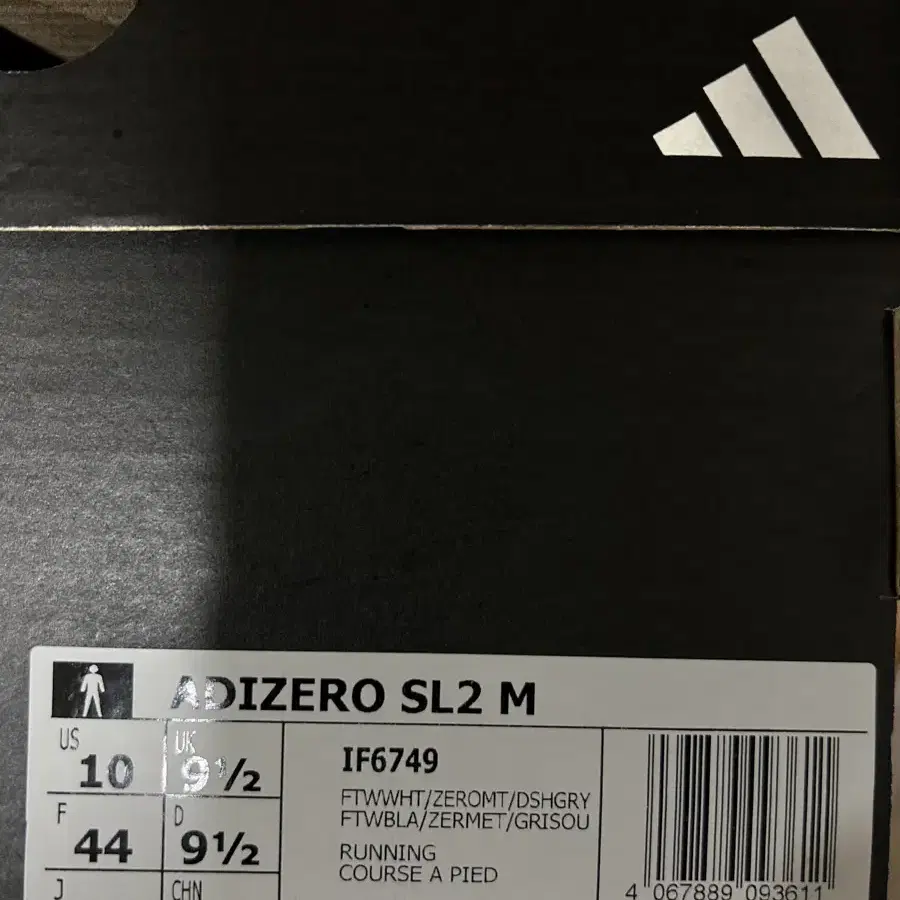 ADIZERO SL2 M
US
10
UK
9½
F
44
D
9½
J
CHN
IF6749
FTWWHT/ZEROMT/DSHGRY
FTWBLA/ZERMET/GRISOU
RUNNING
COURSE A PIED
4 067889 093611